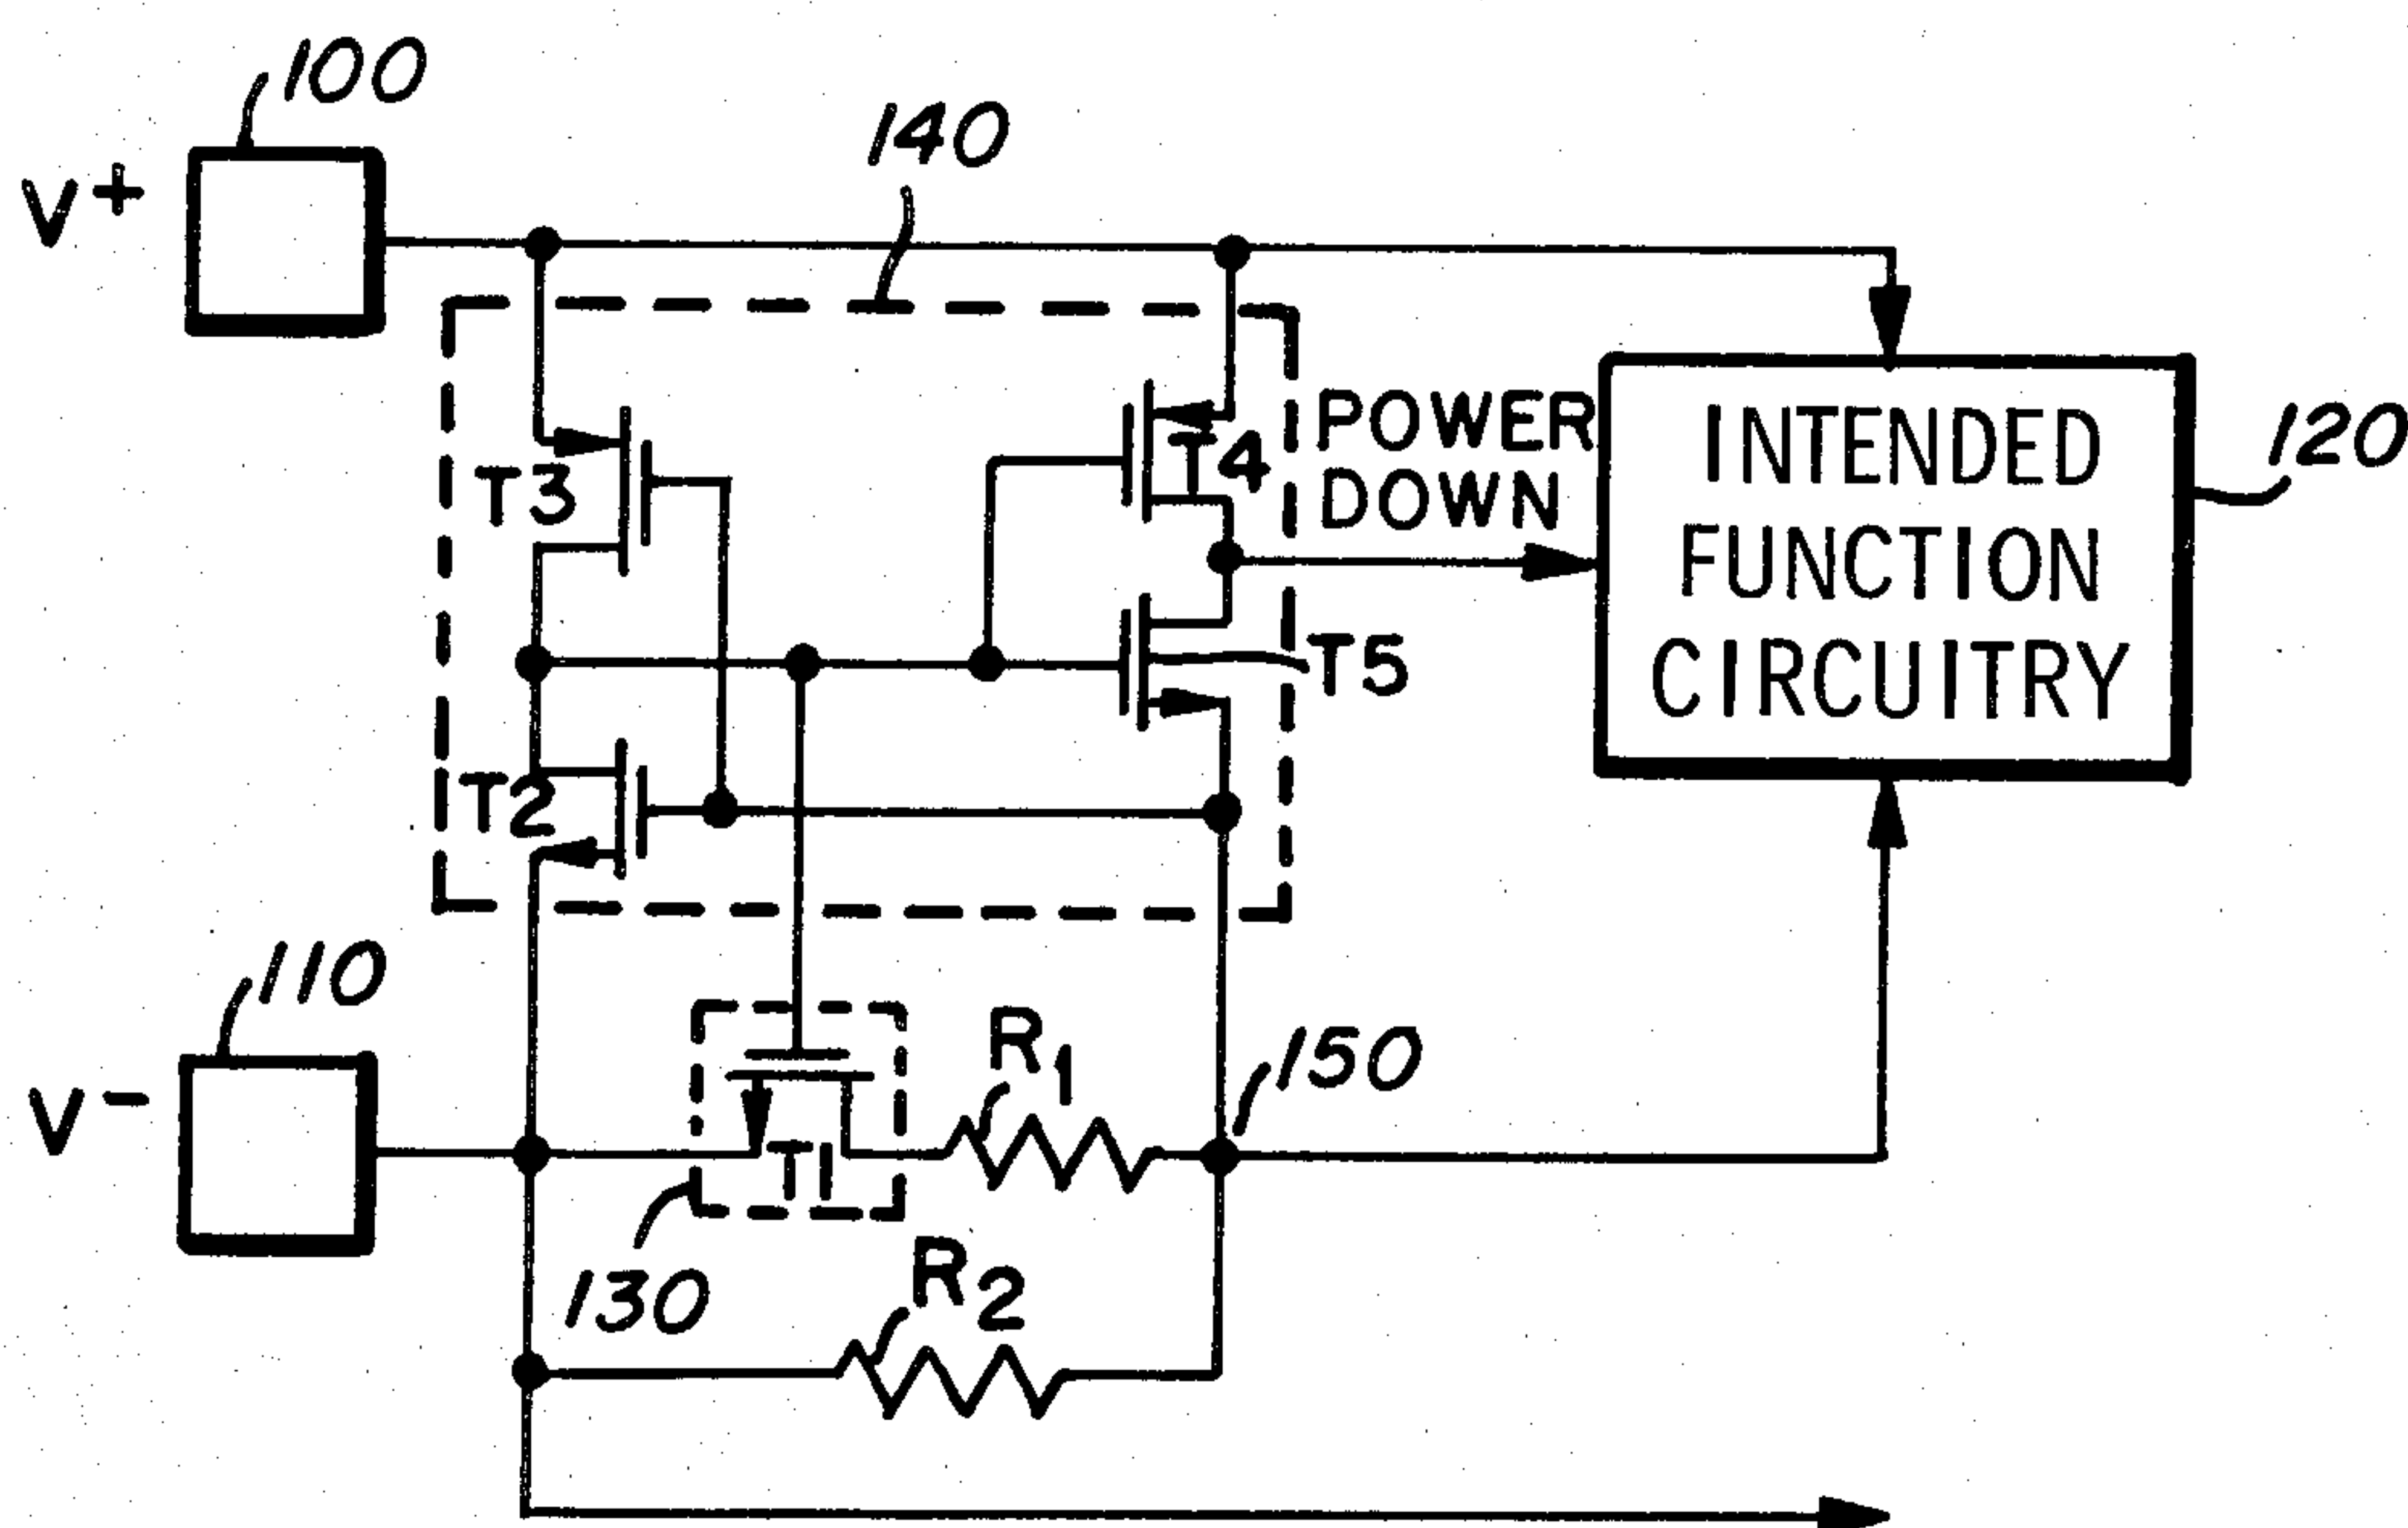 100
V+
140
T3
T4
POWER
DOWN
INTENDED
FUNCTION
CIRCUITRY
120
T5
T2
110
V-
R1
150
T1
130
R2